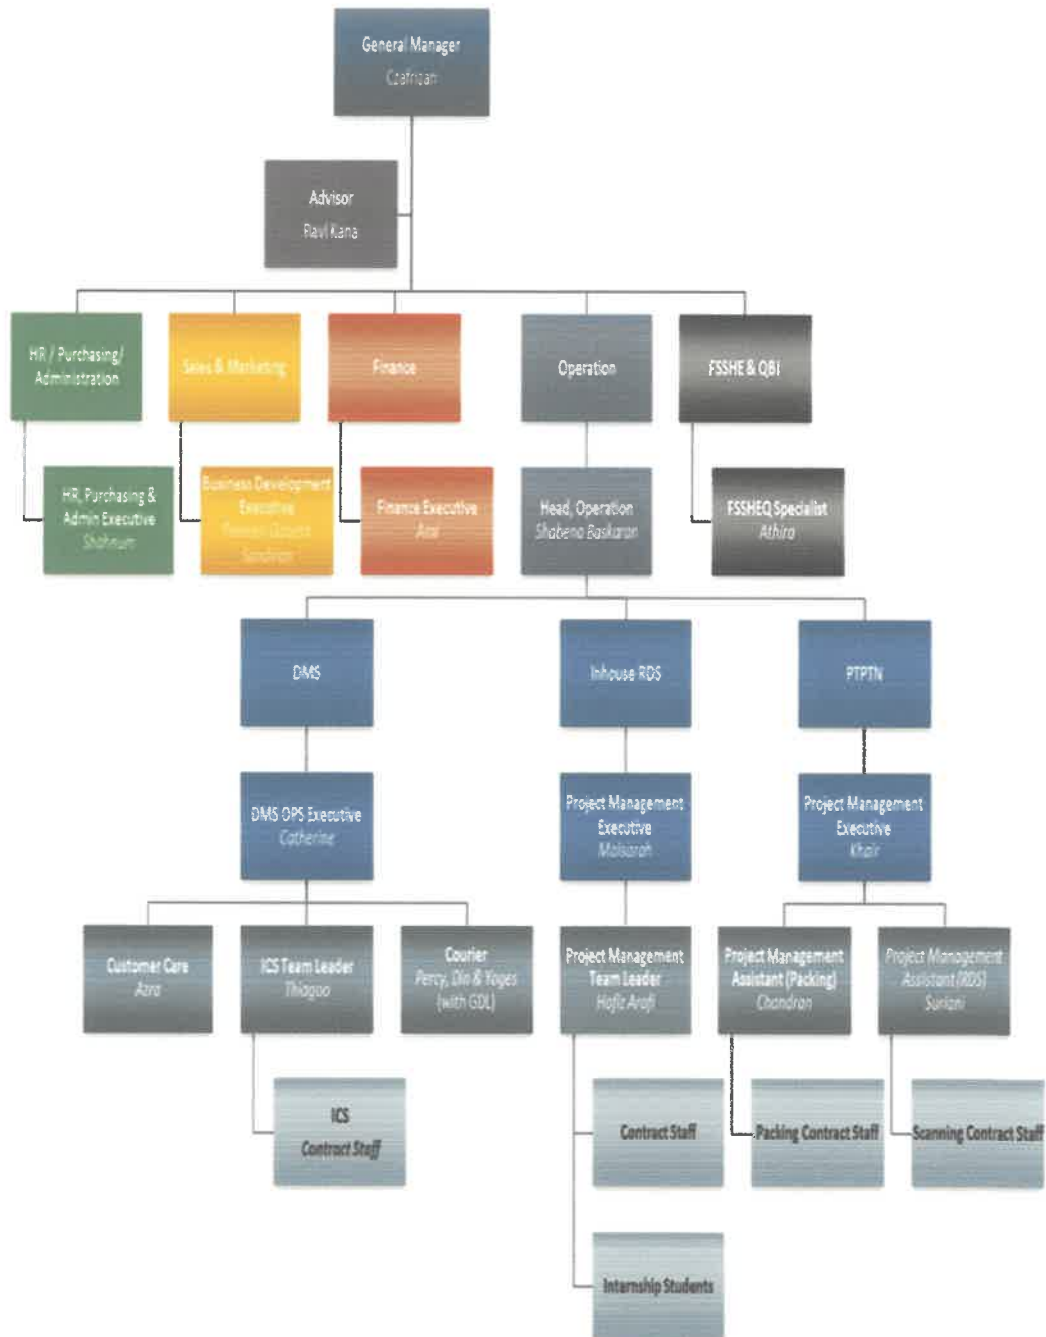 General Manager
Czafrizan
Advisor
Ravi Kana
HR / Purchasing/
Administration
Sales & Marketing
Finance
Operation
FSSHE & QBI
HR, Purchasing &
Admin Executive
Shahnum
Business Development
Executive
Finance Executive
Head, Operation
Shabena Baskaran
FSSHEQ Specialist
Athira
DMS
Inhouse RDS
PTPTN
DMS OPS Executive
Catherine
Project Management
Executive
Maisarah
Project Management
Executive
Khair
Customer Care
Azra
ICS Team Leader
Thiagoo
Courier
Percy, Din & Yoges
(with GDL)
Project Management
Team Leader
Hafiz Arafi
Project Management
Assistant (Packing)
Chandran
Project Management
Assistant (RDS)
Suriani
ICS
Contract Staff
Contract Staff
Packing Contract Staff
Scanning Contract Staff
Internship Students